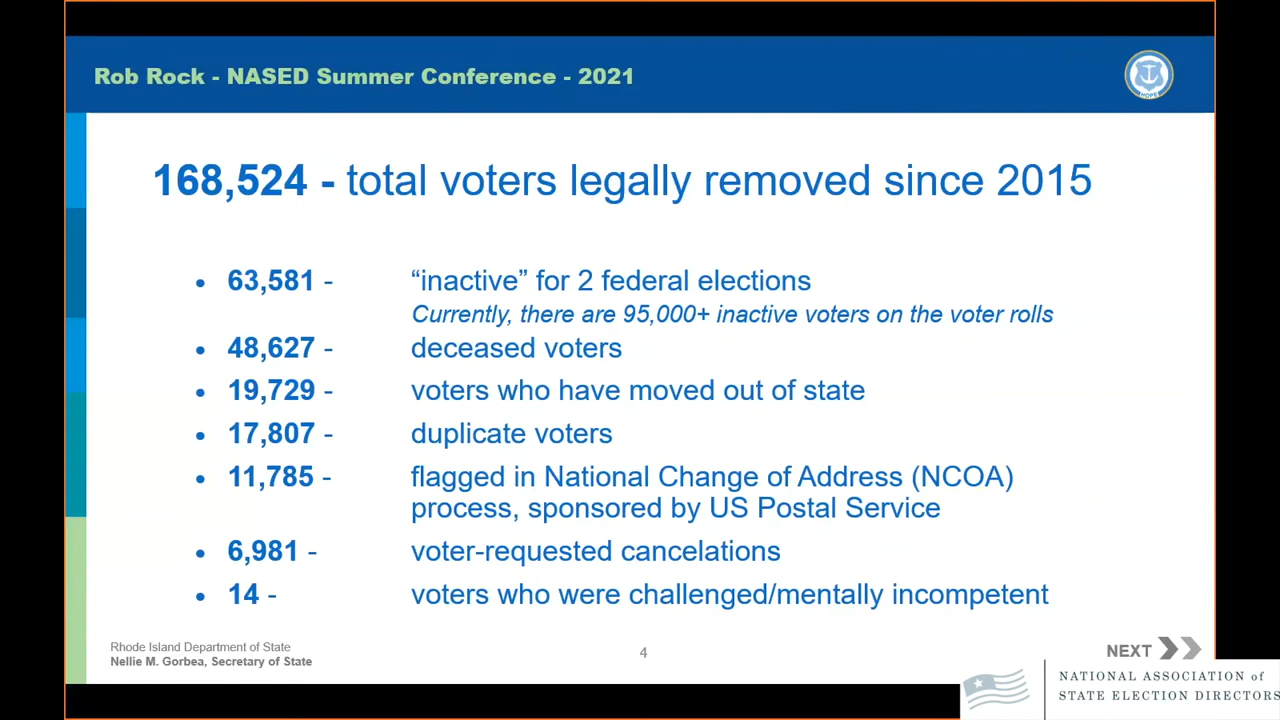 Rob Rock - NASED Summer Conference - 2021
HOPE
168,524 - total voters legally removed since 2015
• 63,581 - “inactive” for 2 federal elections
Currently, there are 95,000+ inactive voters on the voter rolls
• 48,627 - deceased voters
• 19,729 - voters who have moved out of state
• 17,807 - duplicate voters
• 11,785 - flagged in National Change of Address (NCOA)
process, sponsored by US Postal Service
• 6,981 - voter-requested cancelations
• 14 - voters who were challenged/mentally incompetent
Rhode Island Department of State
Nellie M. Gorbea, Secretary of State
4
NEXT
NATIONAL ASSOCIATION of
STATE ELECTION DIRECTORS